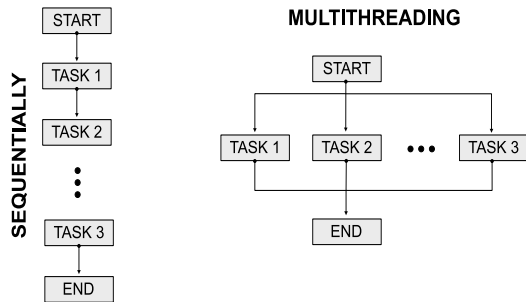 SEQUENTIALLY
START
TASK 1
TASK 2
TASK 3
END
MULTITHREADING
START
TASK 1 TASK 2 TASK 3
END